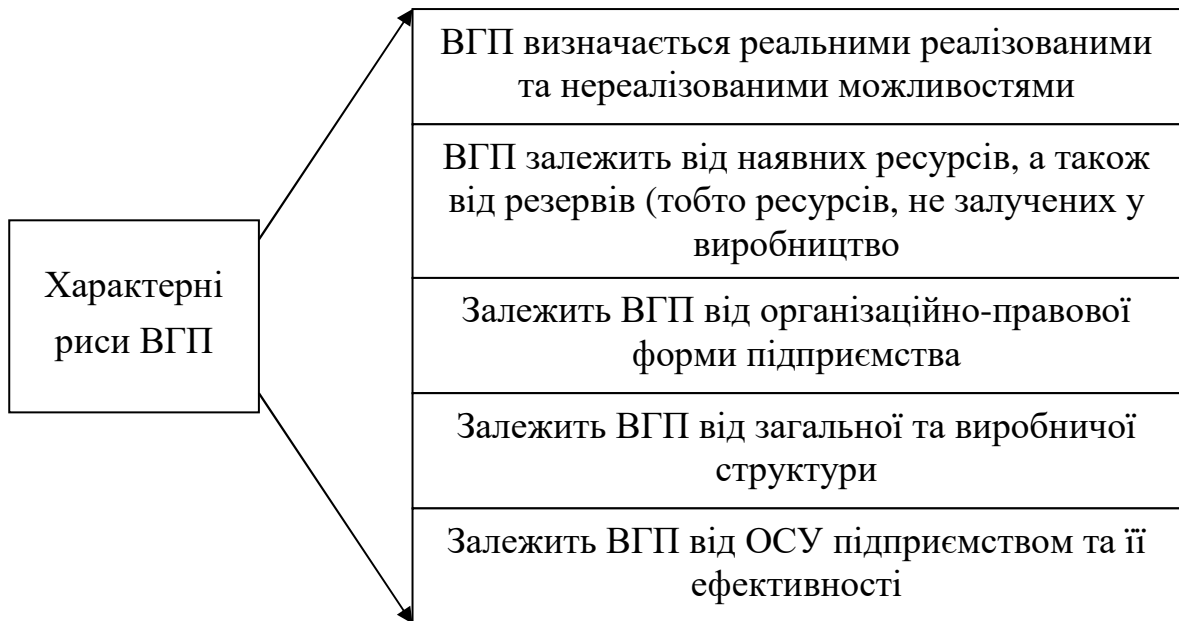 Характерні
риси ВГП
ВГП визначається реальними реалізованими
та нереалізованими можливостями
ВГП залежить від наявних ресурсів, а також
від резервів (тобто ресурсів, не залучених у
виробництво
Залежить ВГП від організаційно-правової
форми підприємства
Залежить ВГП від загальної та виробничої
структури
Залежить ВГП від ОСУ підприємством та її
ефективності